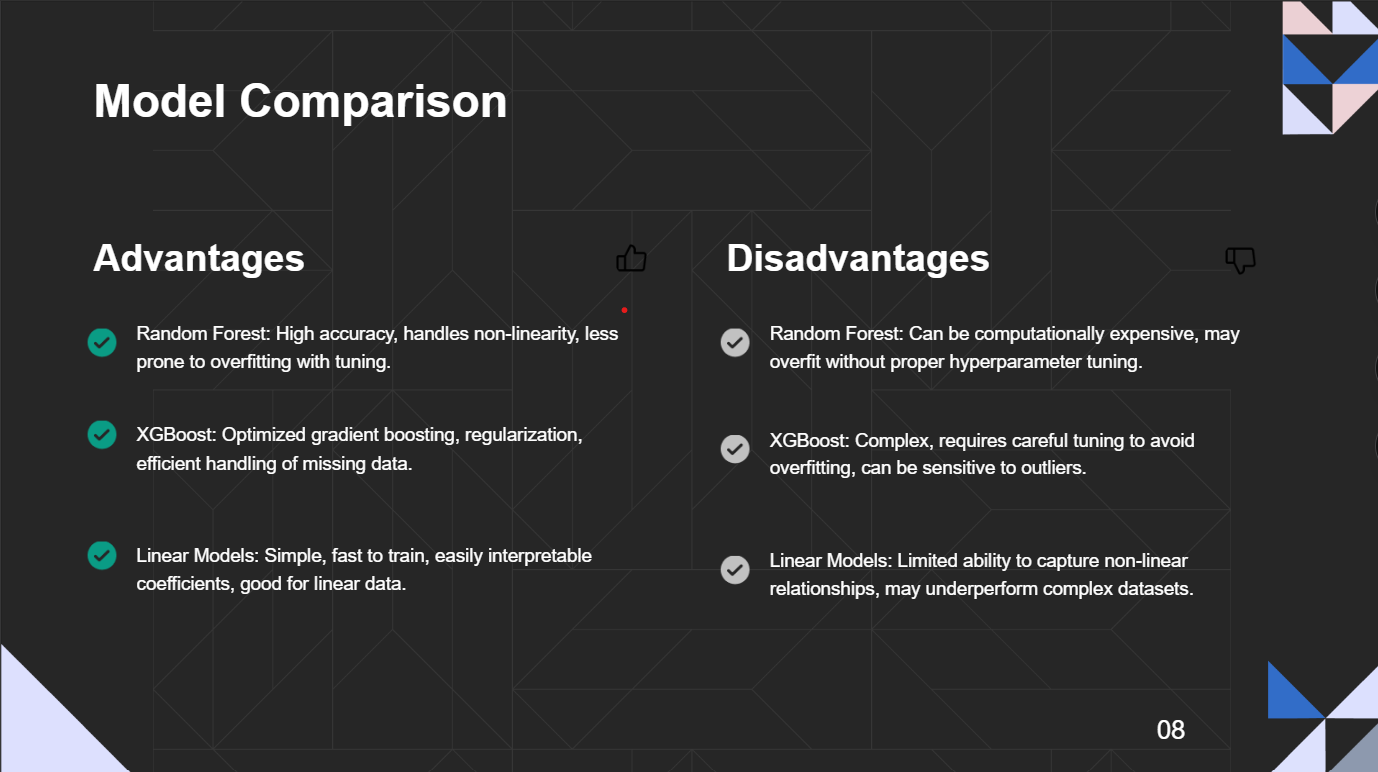 Model Comparison
Advantages
Random Forest: High accuracy, handles non-linearity, less
prone to overfitting with tuning.
XGBoost: Optimized gradient boosting, regularization,
efficient handling of missing data.
Linear Models: Simple, fast to train, easily interpretable
coefficients, good for linear data.
Disadvantages
Random Forest: Can be computationally expensive, may
overfit without proper hyperparameter tuning.
XGBoost: Complex, requires careful tuning to avoid
overfitting, can be sensitive to outliers.
Linear Models: Limited ability to capture non-linear
relationships, may underperform complex datasets.
08